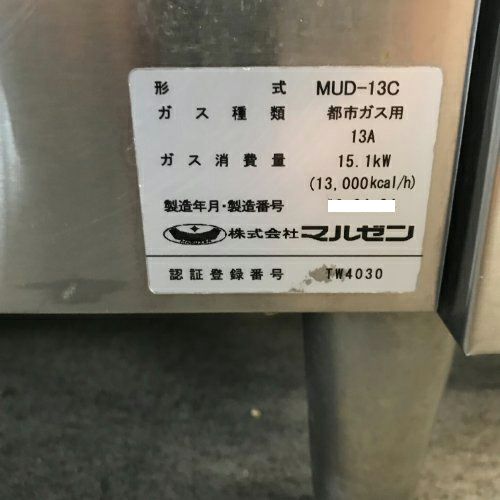 形 式 MUD-13C
ガス種類 都市ガス用
13A
ガス消費量 15.1kW
(13,000kcal/h)
製造年月・製造番号
MARUZEN 株式会社マルゼン
認証登録番号 TW4030